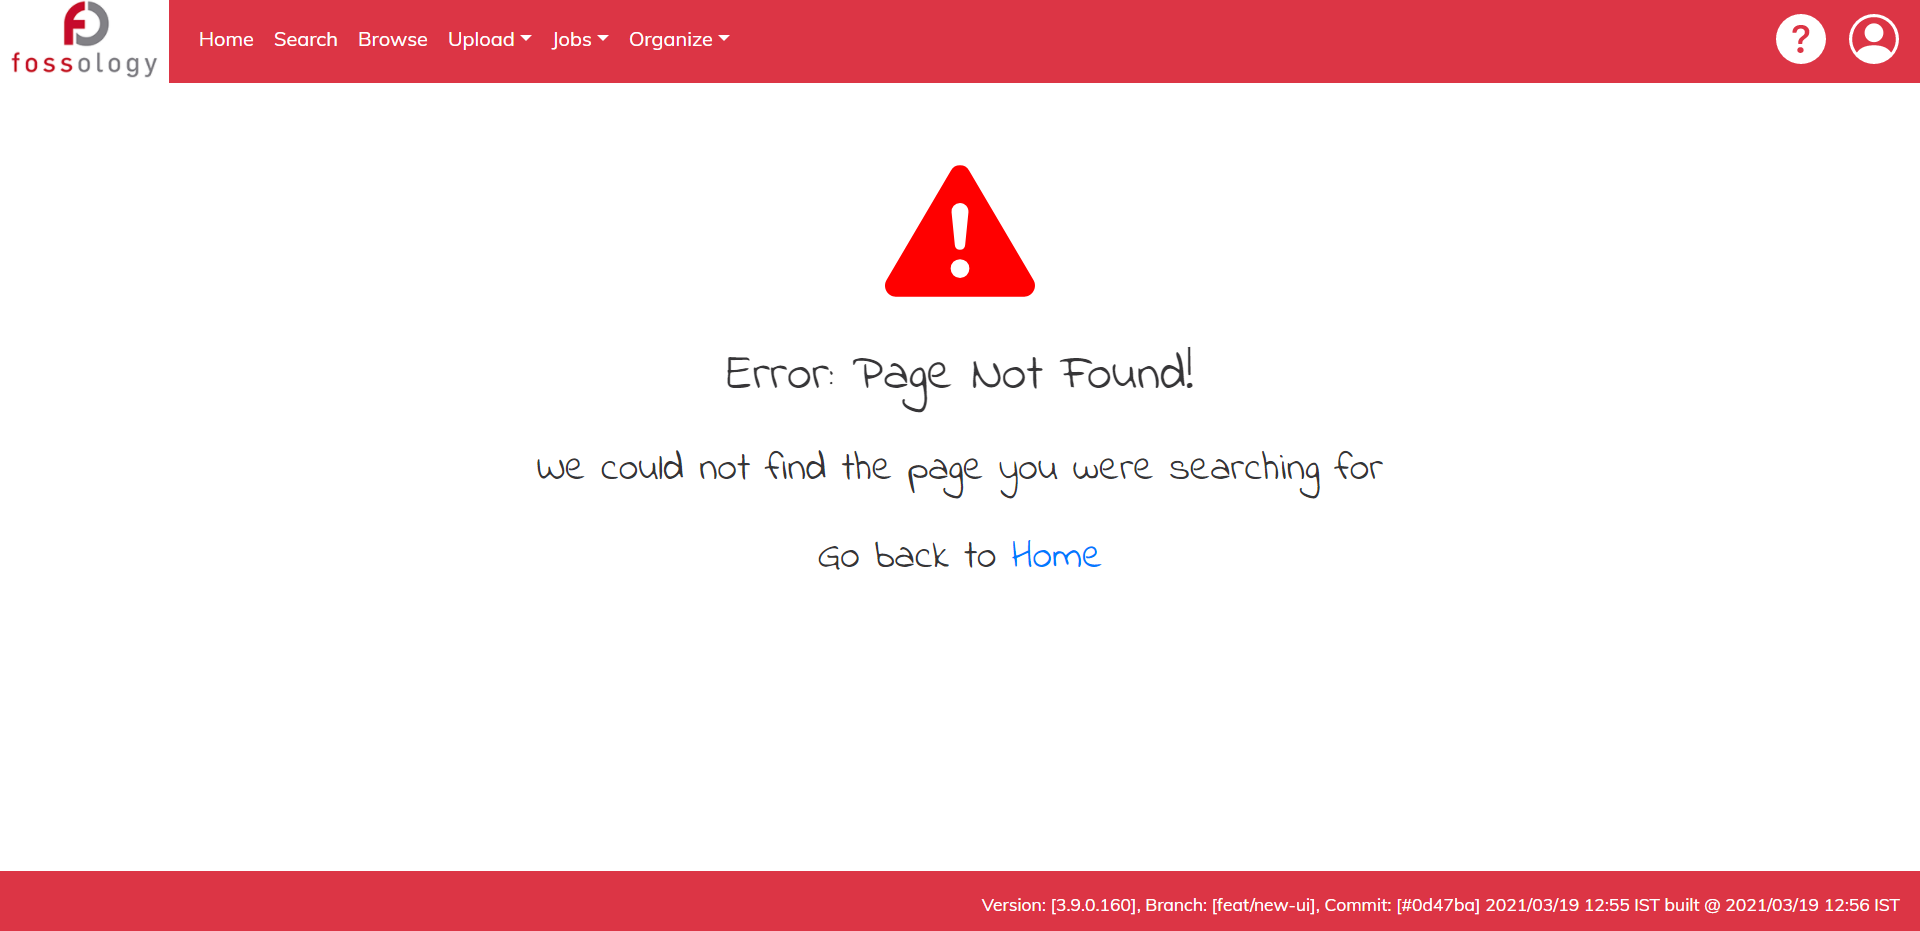 fossology
Home Search Browse Upload Jobs Organize
?
Error: Page Not Found!
We could not find the page you were searching for
Go back to Home
Version: [3.9.0.160], Branch: [feat/new-ui], Commit: [#0d47ba] 2021/03/19 12:55 IST built @ 2021/03/19 12:56 IST